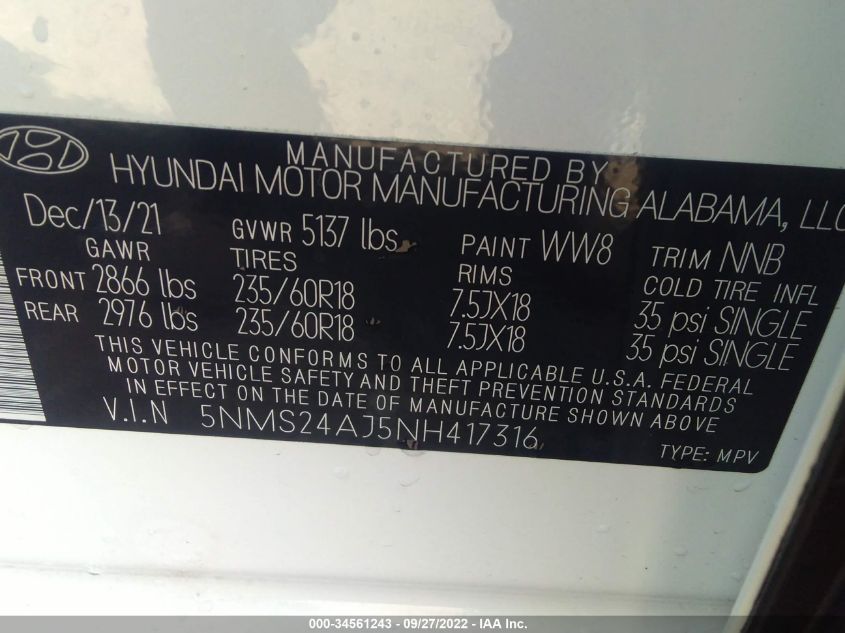 MANUFACTURED BY
HYUNDAI MOTOR MANUFACTURING ALABAMA, LLC
Dec/13/21 GVWR 5137 lbs PAINT WW8 TRIM NNB
GAWR TIRES RIMS COLD TIRE INFL
FRONT 2866 lbs 235/60R18 7.5JX18 35 psi SINGLE
REAR 2976 lbs 235/60R18 7.5JX18 35 psi SINGLE
THIS VEHICLE CONFORMS TO ALL APPLICABLE U.S.A. FEDERAL
MOTOR VEHICLE SAFETY AND THEFT PREVENTION STANDARDS
IN EFFECT ON THE DATE OF MANUFACTURE SHOWN ABOVE
V.I.N 5NMS24AJ5NH417316
TYPE: MPV
000-34561243 - 09/27/2022 - IAA Inc.